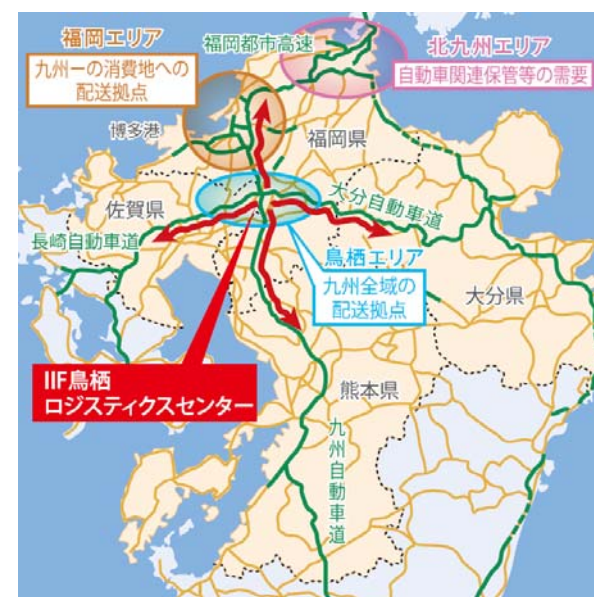 福岡エリア
九州一の消費地への
配送拠点
福岡都市高速
北九州エリア
自動車関連保管等の需要
博多港
福岡県
佐賀県
大分自動車道
長崎自動車道
鳥栖エリア
九州全域の
配送拠点
大分県
IIF鳥栖
ロジスティクスセンター
熊本県
九州自動車道